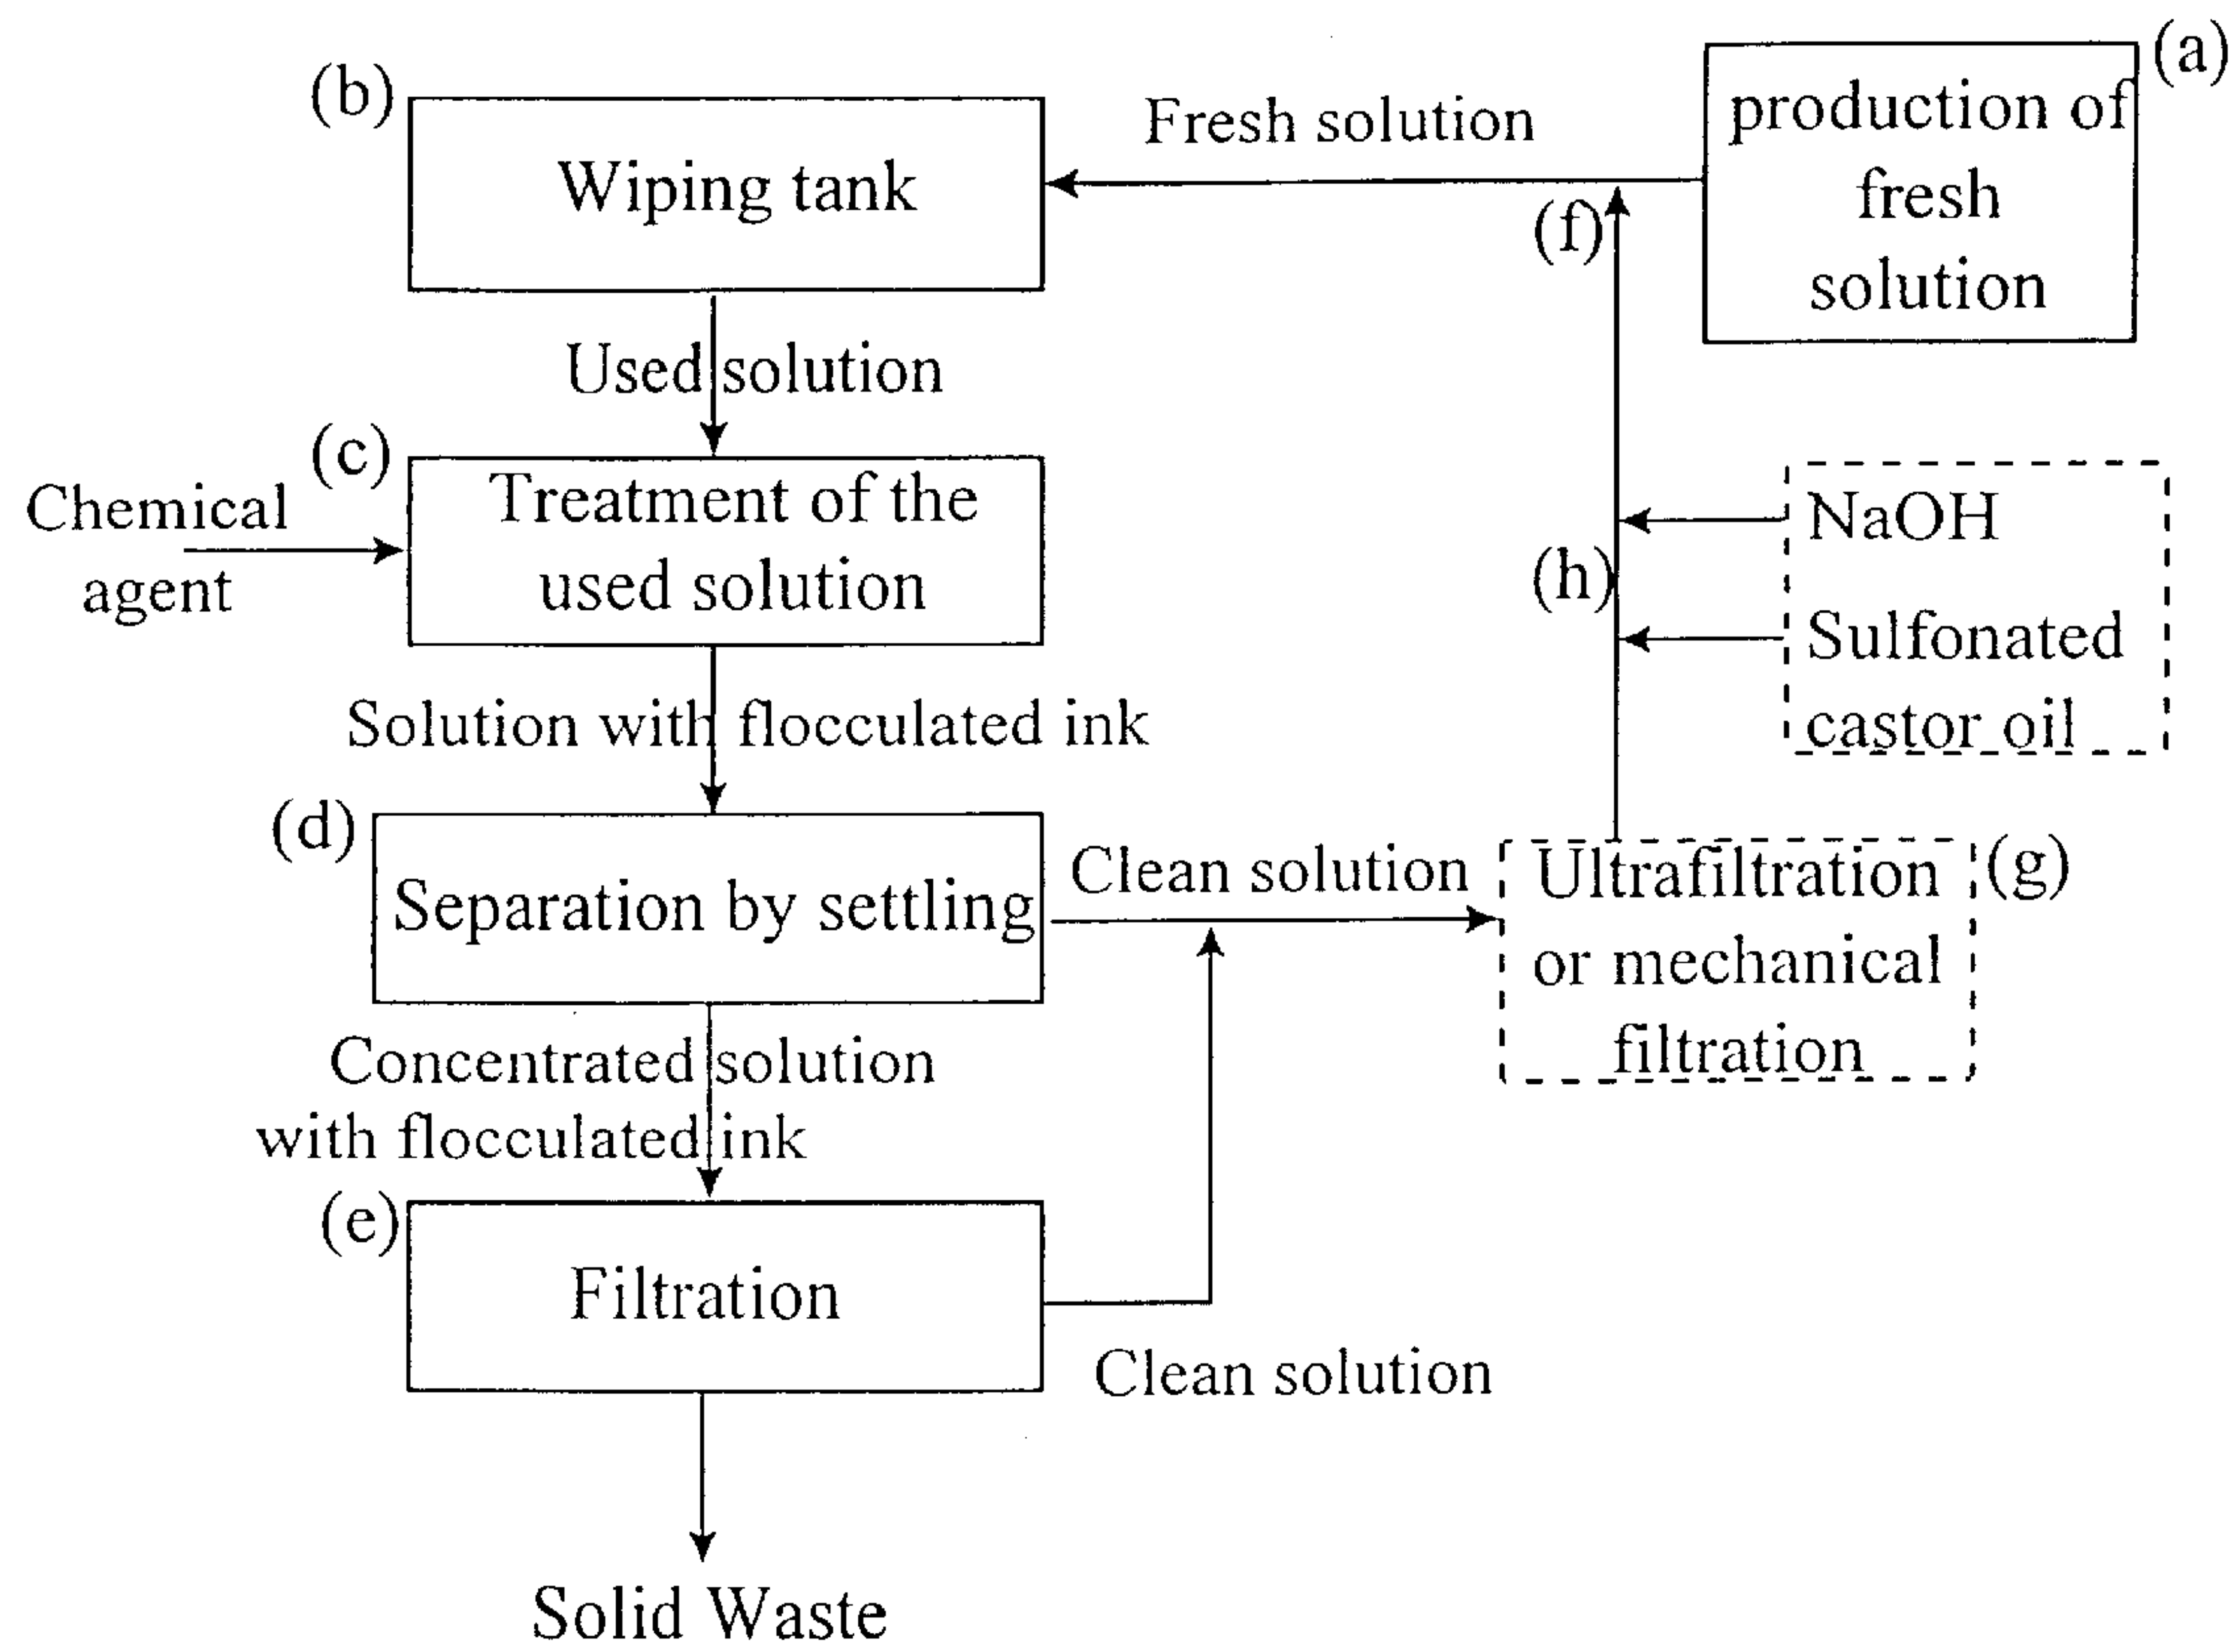 (a)
production of
fresh
solution
Fresh solution
(b)
Wiping tank
(f)
Used solution
(c)
Chemical
agent
Treatment of the
used solution
NaOH
(h)
Sulfonated
castor oil
Solution with flocculated ink
(d)
Separation by settling
Clean solution
Ultrafiltration
or mechanical
filtration
(g)
Concentrated solution
with flocculated ink
(e)
Filtration
Clean solution
Solid Waste